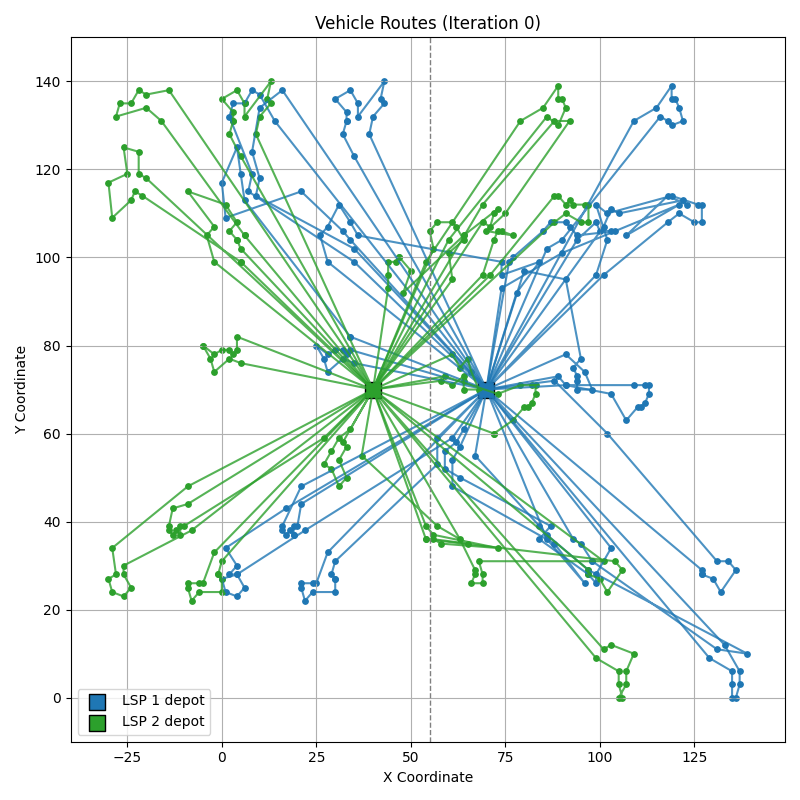 Vehicle Routes (Iteration 0)
Y Coordinate
140
120
100
80
60
40
20
0
LSP 1 depot
LSP 2 depot
−25 0 25 50 75 100 125
X Coordinate